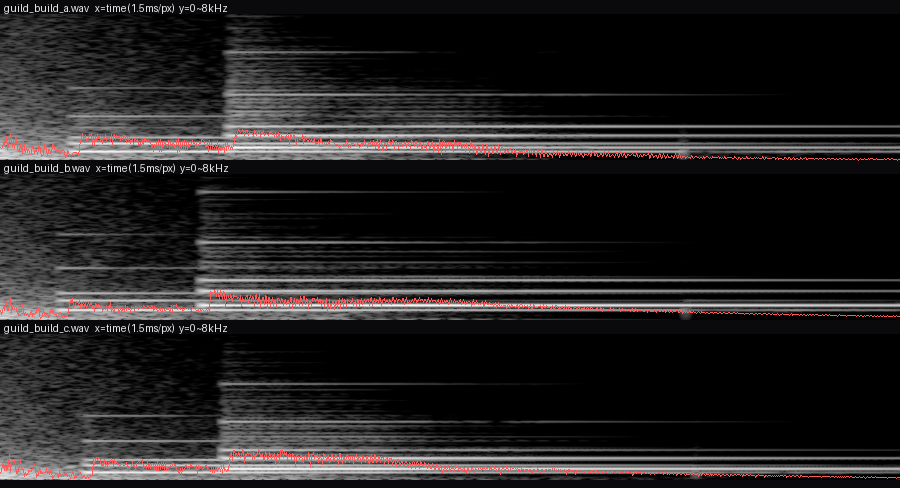 guild_build_a.wav x=time(1.5ms/px) y=0~8kHz
guild_build_b.wav x=time(1.5ms/px) y=0~8kHz
guild_build_c.wav x=time(1.5ms/px) y=0~8kHz